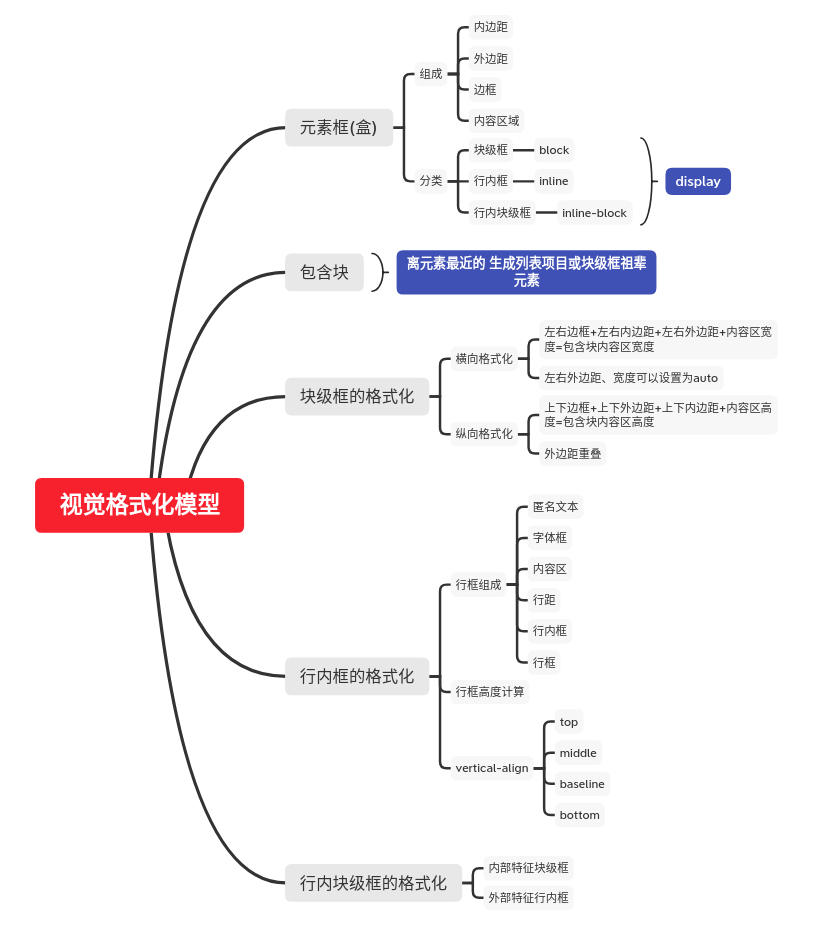 视觉格式化模型
元素框(盒)
组成
内边距
外边距
边框
内容区域
分类
块级框
block
行内框
inline
行内块级框
inline-block
display
包含块
离元素最近的 生成列表项目或块级框祖辈
元素
块级框的格式化
横向格式化
左右边框+左右内边距+左右外边距+内容区宽
度=包含块内容区宽度
左右外边距、宽度可以设置为auto
纵向格式化
上下边框+上下外边距+上下内边距+内容区高
度=包含块内容区高度
外边距重叠
行内框的格式化
行框组成
匿名文本
字体框
内容区
行距
行内框
行框
行框高度计算
vertical-align
top
middle
baseline
bottom
行内块级框的格式化
内部特征块级框
外部特征行内框